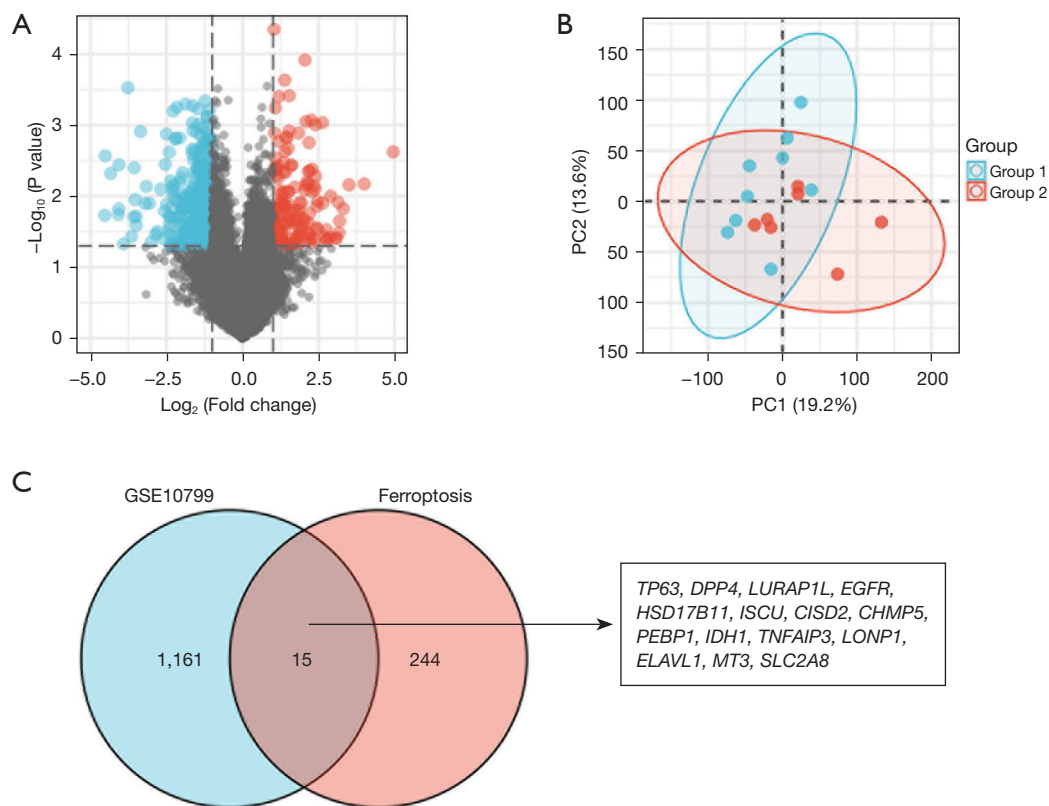 A
4
3
2
1
0
–Log₁₀ (P value)
–5.0
–2.5
0.0
2.5
5.0
Log₂ (Fold change)
B
150
100
50
0
50
100
150
PC2 (13.6%)
–100
0
100
200
PC1 (19.2%)
Group
Group 1
Group 2
C
GSE10799
Ferroptosis
1,161
15
244
TP63, DPP4, LURAP1L, EGFR,
HSD17B11, ISCU, CISD2, CHMP5,
PEBP1, IDH1, TNFAIP3, LONP1,
ELAVL1, MT3, SLC2A8